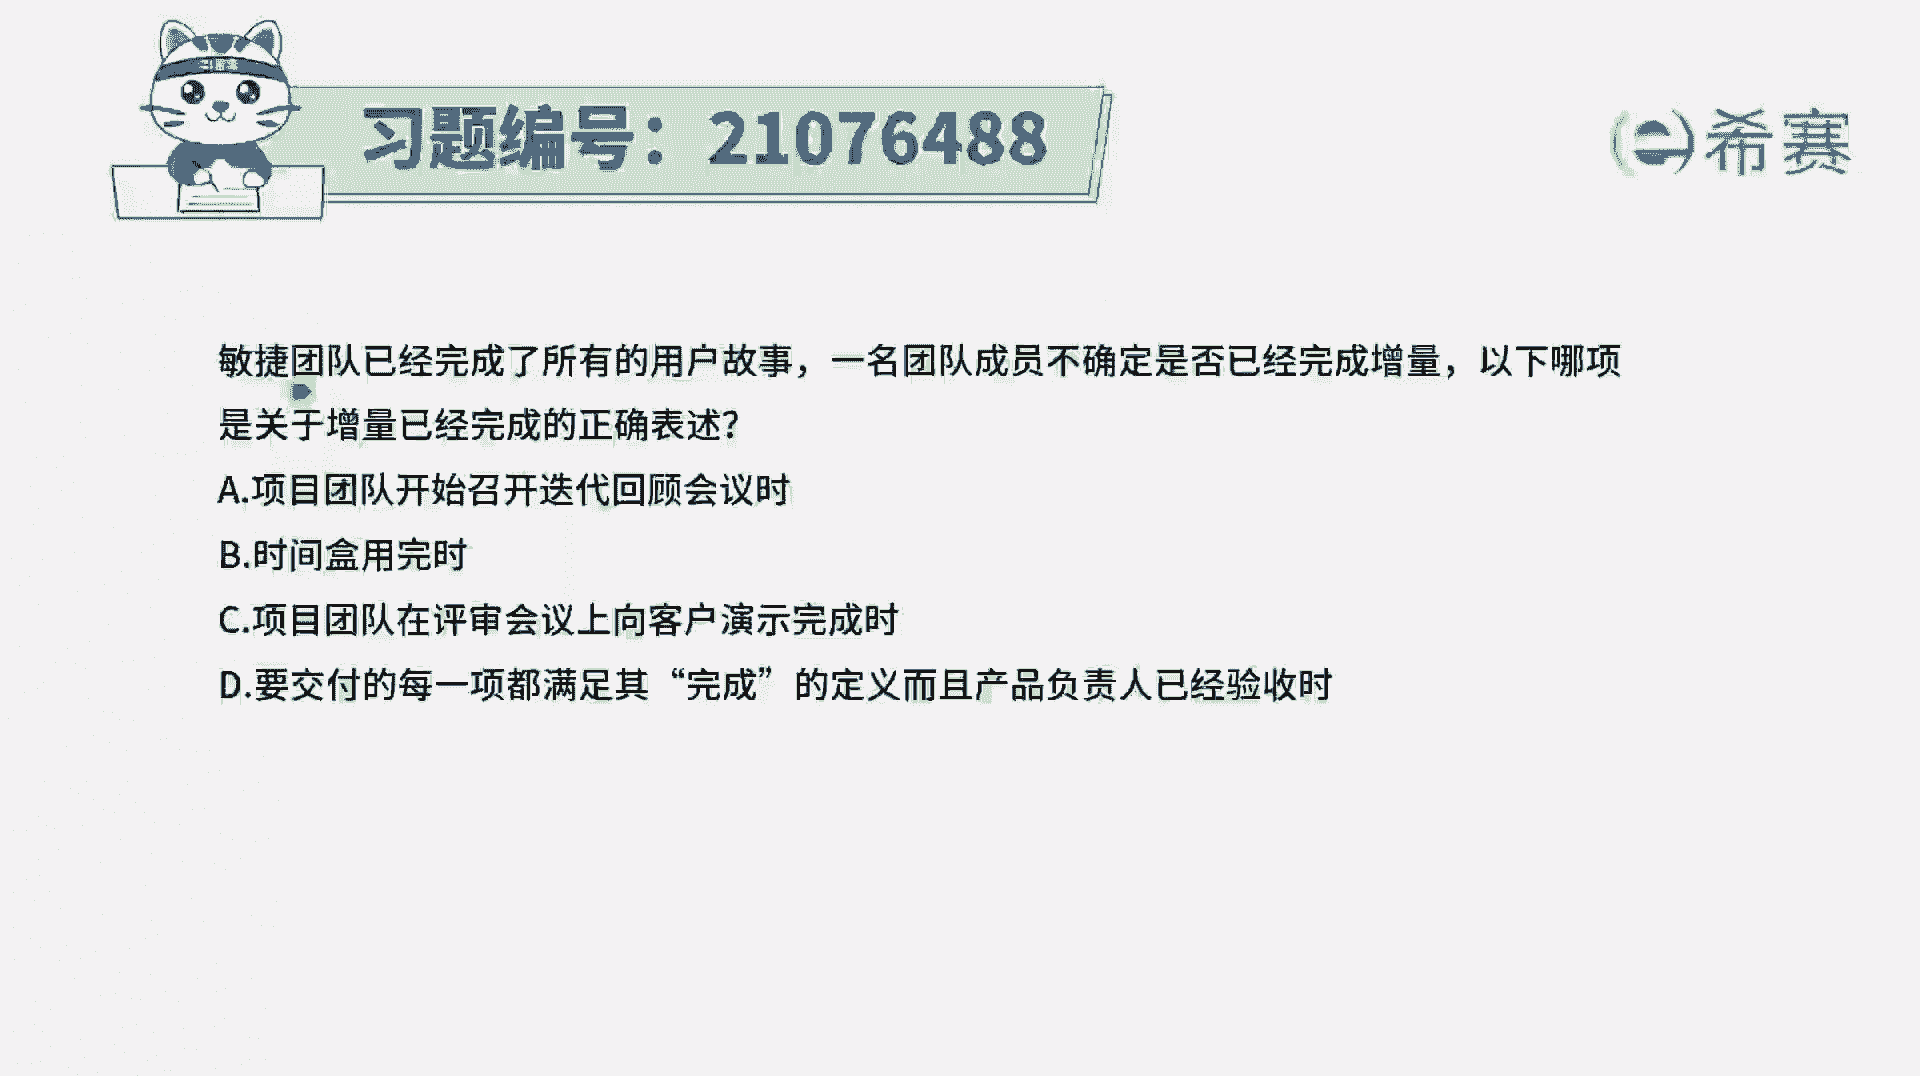 习题编号：21076488
希赛
敏捷团队已经完成了所有的用户故事，一名团队成员不确定是否已经完成增量，以下哪项
是关于增量已经完成的正确表述？
A.项目团队开始召开迭代回顾会议时
B.时间盒用完时
C.项目团队在评审会议上向客户演示完成时
D.要交付的每一项都满足其“完成”的定义而且产品负责人已经验收时